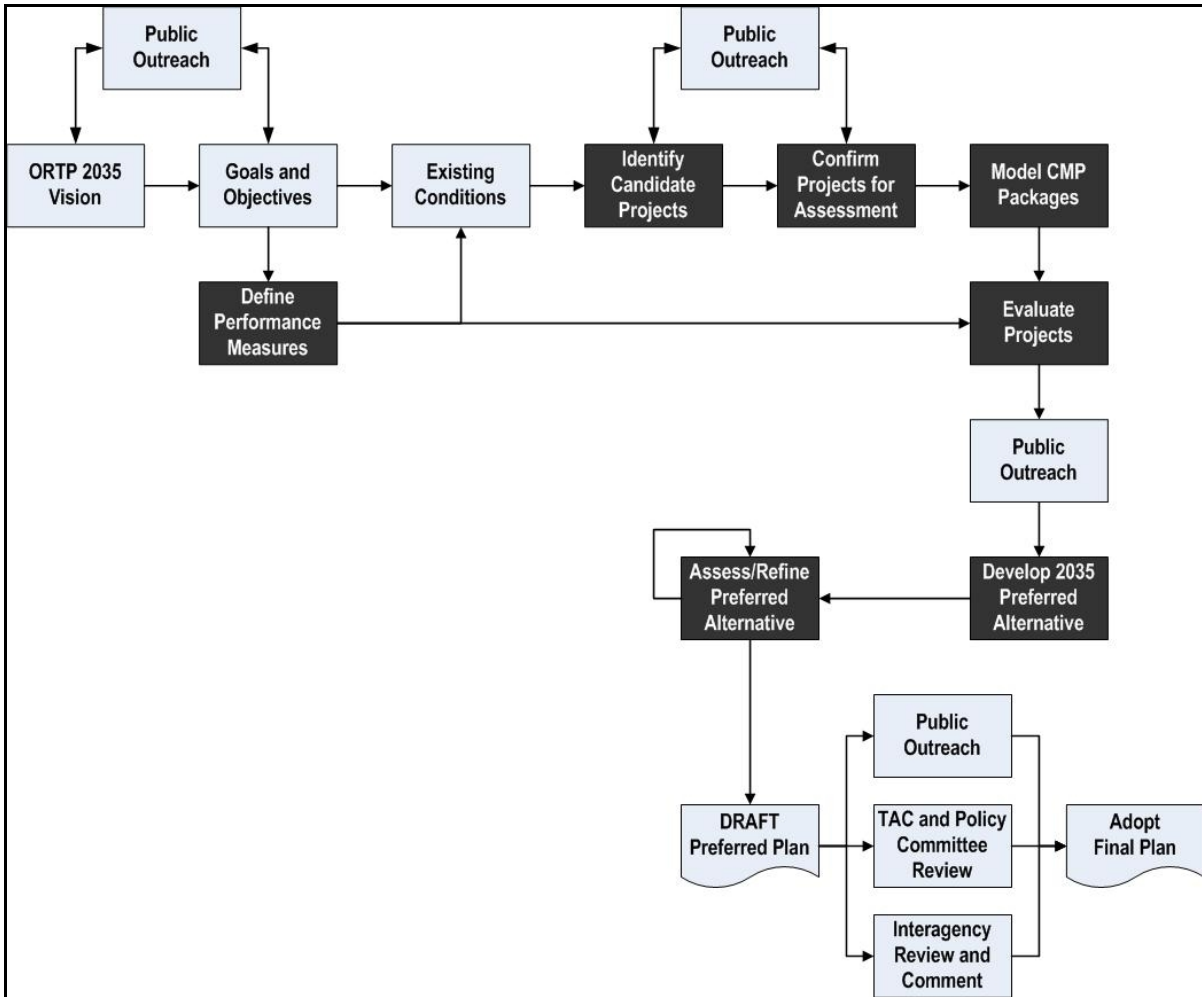 Public
Outreach
Public
Outreach
ORTP 2035
Vision
Goals and
Objectives
Existing
Conditions
Identify
Candidate
Projects
Confirm
Projects for
Assessment
Model CMP
Packages
Define
Performance
Measures
Evaluate
Projects
Public
Outreach
Assess/Refine
Preferred
Alternative
Develop 2035
Preferred
Alternative
Public
Outreach
DRAFT
Preferred Plan
TAC and Policy
Committee
Review
Adopt
Final Plan
Interagency
Review and
Comment